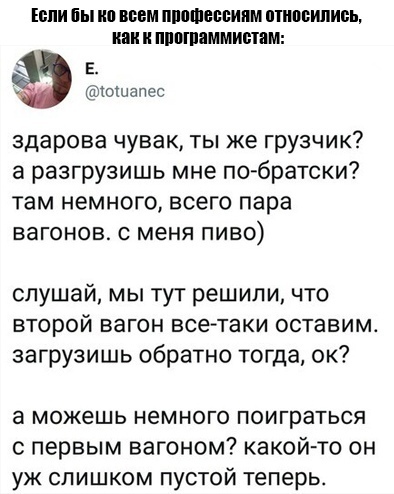 Если бы ко всем профессиям относились,
как к программистам:
Е.
@totuanec
здарова чувак, ты же грузчик?
а разгрузишь мне по-братски?
там немного, всего пара
вагонов. с меня пиво)
слушай, мы тут решили, что
второй вагон все-таки оставим.
загрузишь обратно тогда, ок?
а можешь немного поиграться
с первым вагоном? какой-то он
уж слишком пустой теперь.